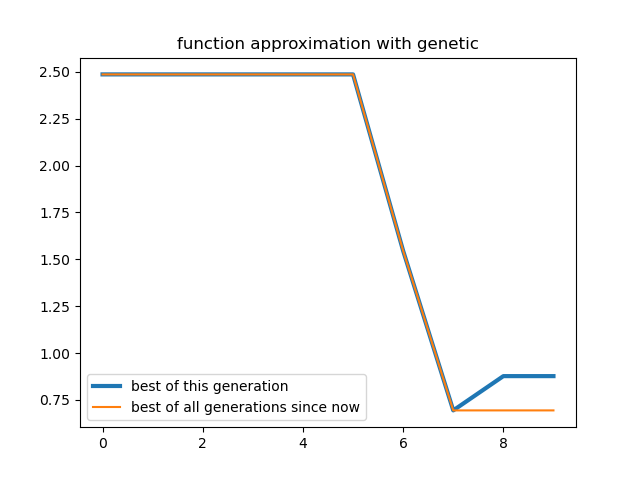 function approximation with genetic
2.50
2.25
2.00
1.75
1.50
1.25
1.00
0.75
best of this generation
best of all generations since now
0 2 4 6 8